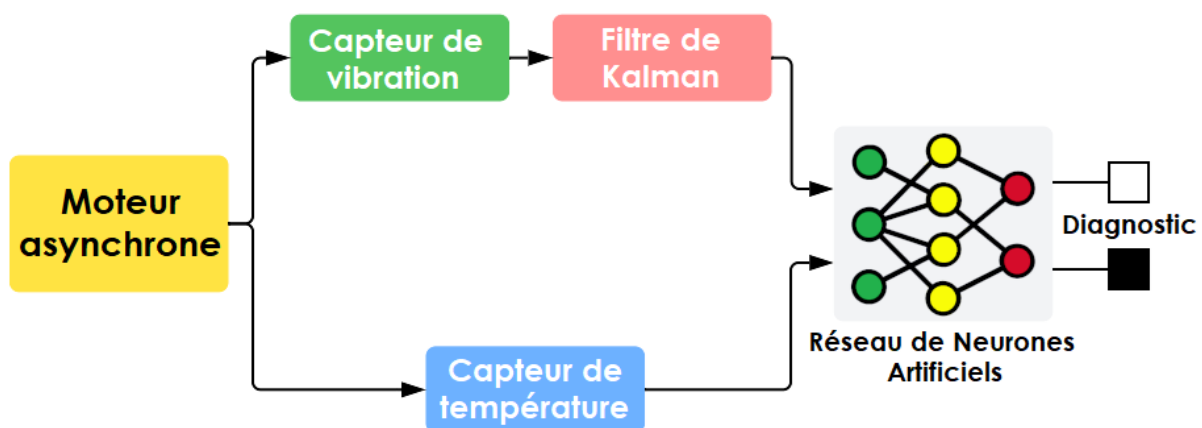 Capteur de
vibration
Filtre de
Kalman
Moteur
asynchrone
Diagnostic
Réseau de Neurones
Artificiels
Capteur de
température